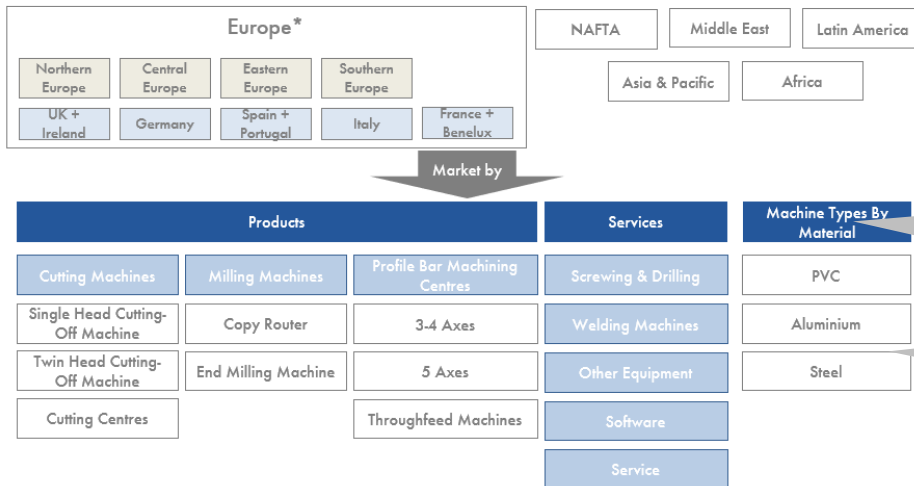 Europe*
NAFTA
Middle East
Latin America
Northern
Europe
Central
Europe
Eastern
Europe
Southern
Europe
Asia & Pacific
Africa
UK +
Ireland
Germany
Spain +
Portugal
Italy
France +
Benelux
Market by
Products
Services
Machine Types By
Material
Cutting Machines
Milling Machines
Profile Bar Machining
Centres
Screwing & Drilling
PVC
Single Head Cutting-
Off Machine
Copy Router
3-4 Axes
Welding Machines
Aluminium
Twin Head Cutting-
Off Machine
End Milling Machine
5 Axes
Other Equipment
Steel
Cutting Centres
Throughfeed Machines
Software
Service